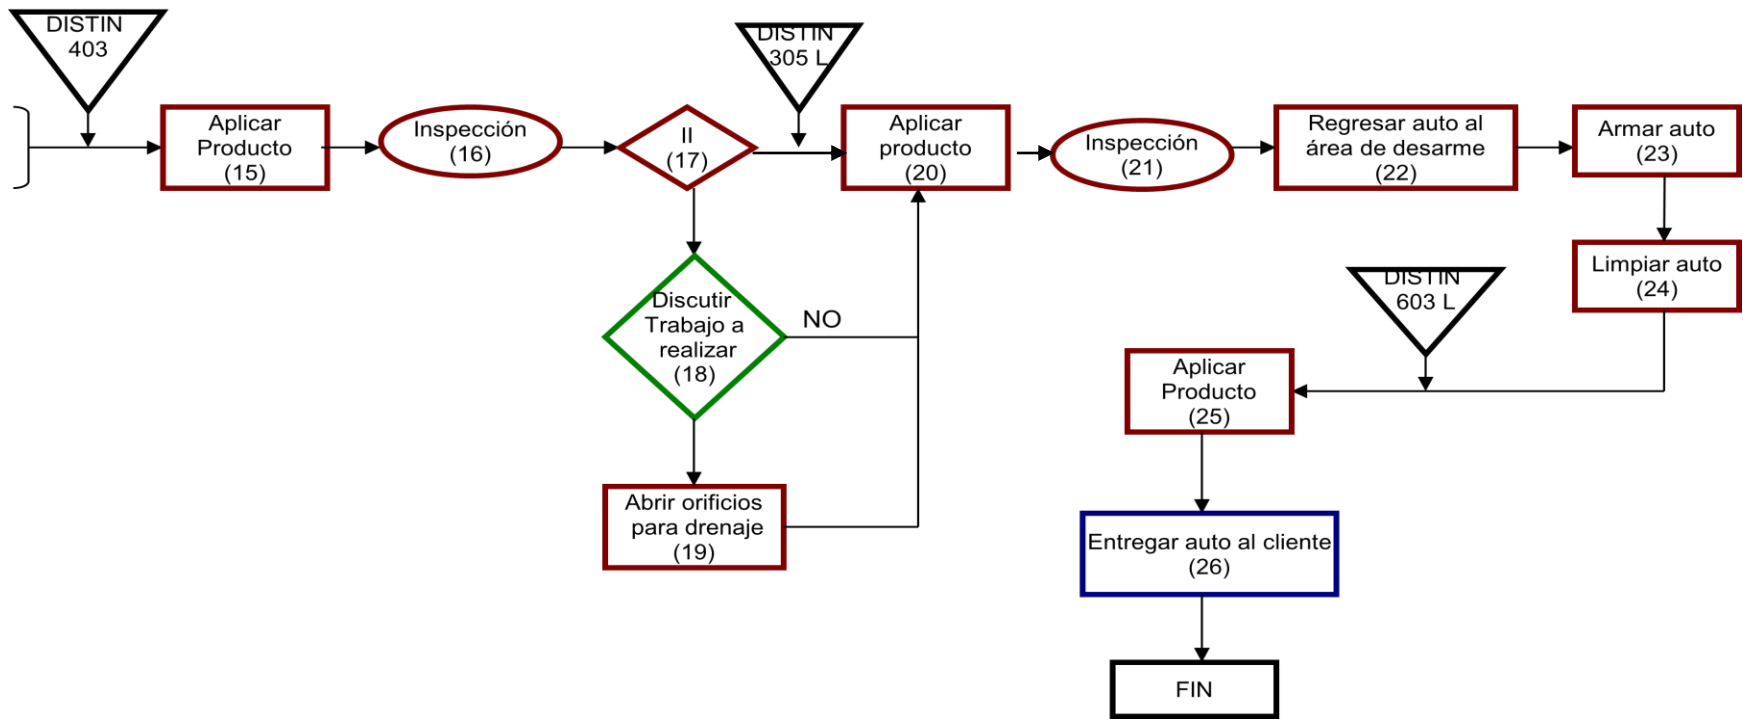 DISTIN
403
Aplicar
Producto
(15)
Inspección
(16)
II
(17)
DISTIN
305 L
Aplicar
producto
(20)
Inspección
(21)
Regresar auto al
área de desarme
(22)
Armar auto
(23)
Limpiar auto
(24)
DISTIN
603 L
Discutir
Trabajo a
realizar
(18)
NO
Aplicar
Producto
(25)
Abrir orificios
para drenaje
(19)
Entregar auto al cliente
(26)
FIN